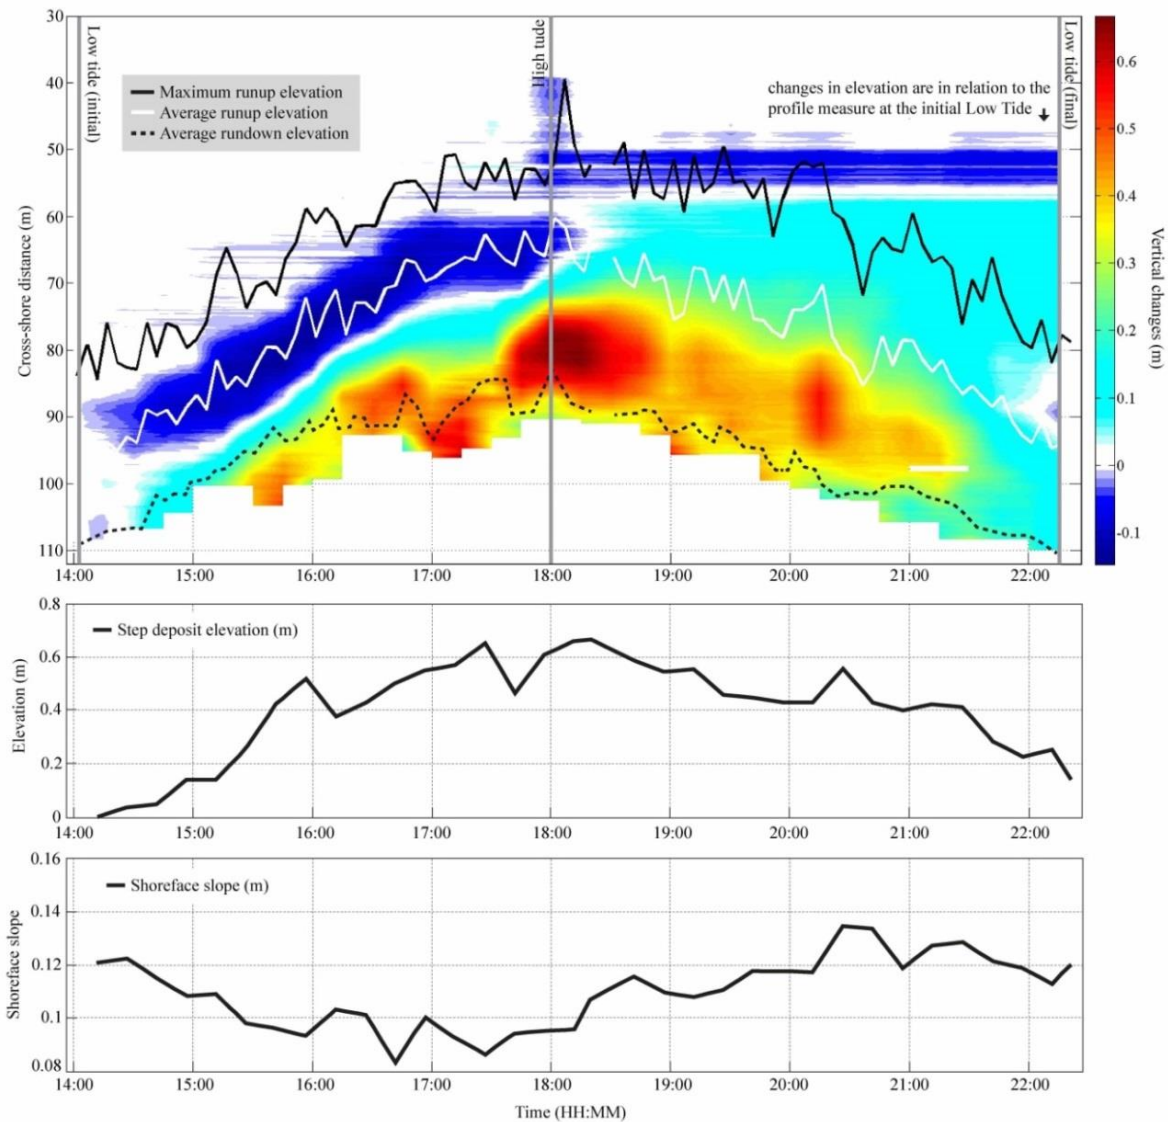 30
40
50
60
70
80
90
100
110
Cross-shore distance (m)
Low tide (initial)
Maximum runup elevation
Average runup elevation
Average rundown elevation
High tude
changes in elevation are in relation to the
profile measure at the initial Low Tide
Low tide (final)
0.6
0.5
0.4
0.3
0.2
0.1
0
-0.1
Vertical changes (m)
14:00 15:00 16:00 17:00 18:00 19:00 20:00 21:00 22:00
0.8
0.6
0.4
0.2
0
Elevation (m)
Step deposit elevation (m)
14:00 15:00 16:00 17:00 18:00 19:00 20:00 21:00 22:00
0.16
0.14
0.12
0.1
0.08
Shoreface slope
Shoreface slope (m)
14:00 15:00 16:00 17:00 18:00 19:00 20:00 21:00 22:00
Time (HH:MM)